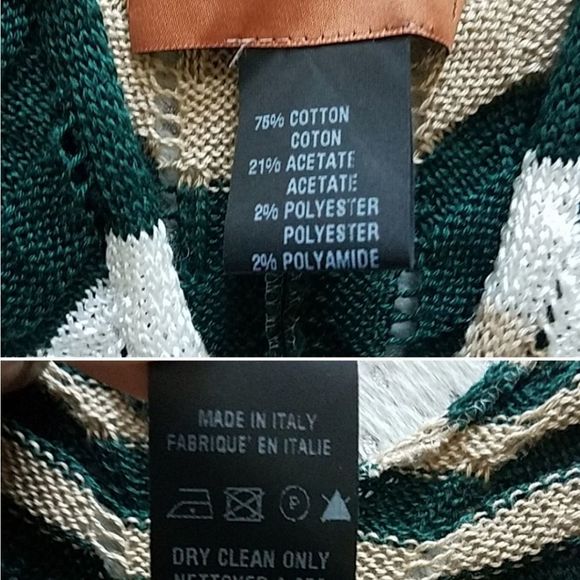 75% COTTON
COTON
21% ACETATE
ACETATE
2% POLYESTER
POLYESTER
2% POLYAMIDE
MADE IN ITALY
FABRIQUE' EN ITALIE
P
DRY CLEAN ONLY
NETTOYER A